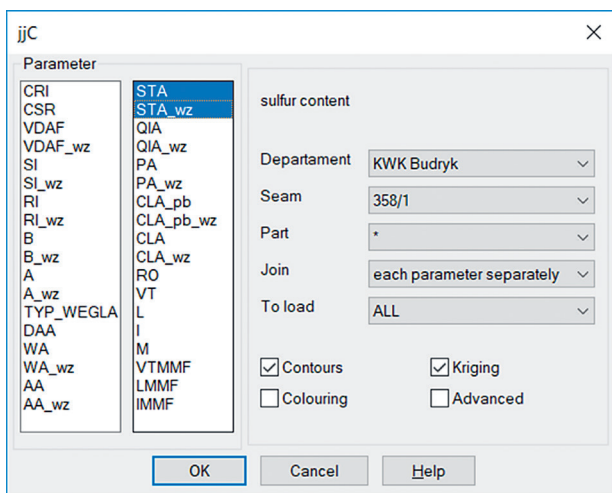 jjC
Parameter
CRI
CSR
VDAF
VDAF_wz
SI
SI_wz
RI
RI_wz
B
B_wz
A
A_wz
TYP_WEGLA
DAA
WA
WA_wz
AA
AA_wz
STA
STA_wz
QIA
QIA_wz
PA
PA_wz
CLA_pb
CLA_pb_wz
CLA
CLA_wz
RO
VT
L
I
M
VTMMF
LMMF
IMMF
sulfur content
Departament KWK Budryk
Seam 358/1
Part *
Join each parameter separately
To load ALL
Contours Kriging
Colouring Advanced
OK Cancel Help